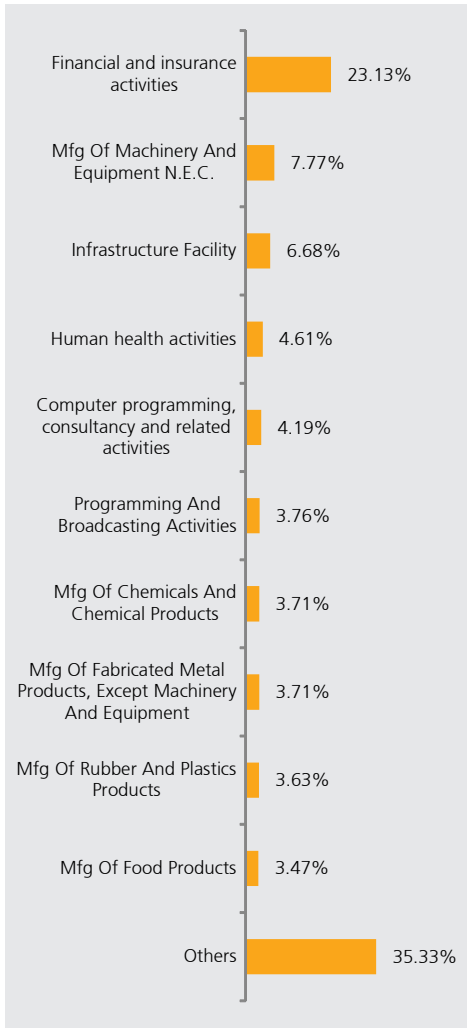 Financial and insurance
activities
23.13%
Mfg Of Machinery And
Equipment N.E.C.
7.77%
Infrastructure Facility
6.68%
Human health activities
4.61%
Computer programming,
consultancy and related
activities
4.19%
Programming And
Broadcasting Activities
3.76%
Mfg Of Chemicals And
Chemical Products
3.71%
Mfg Of Fabricated Metal
Products, Except Machinery
And Equipment
3.71%
Mfg Of Rubber And Plastics
Products
3.63%
Mfg Of Food Products
3.47%
Others
35.33%